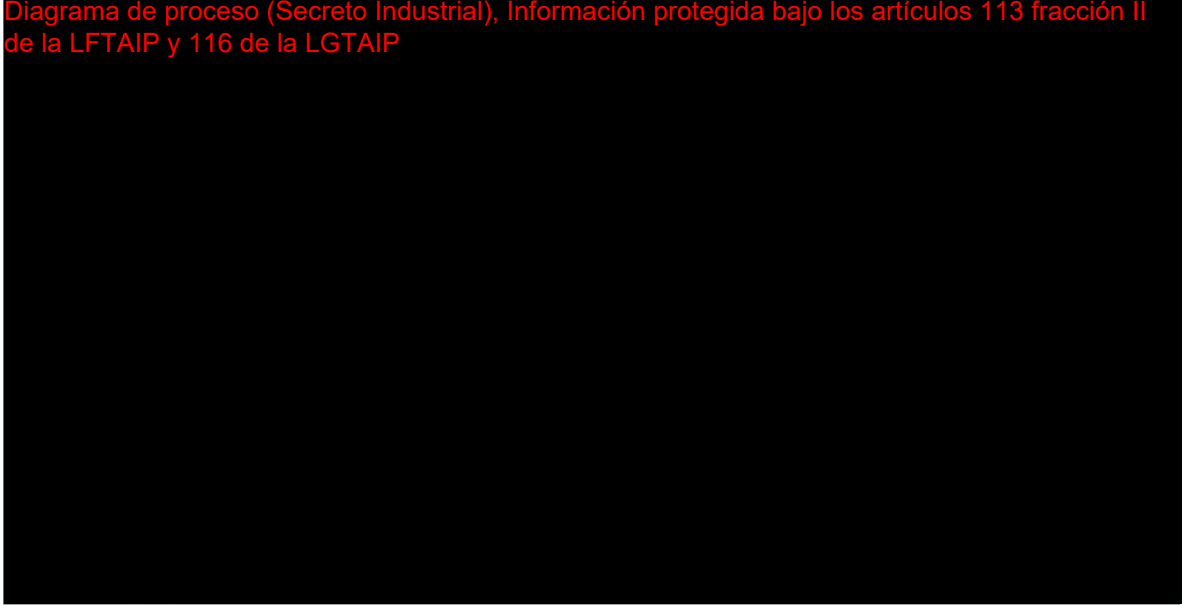 Diagrama de proceso (Secreto Industrial), Información protegida bajo los artículos 113 fracción II
de la LFTAIP y 116 de la LGTAIP